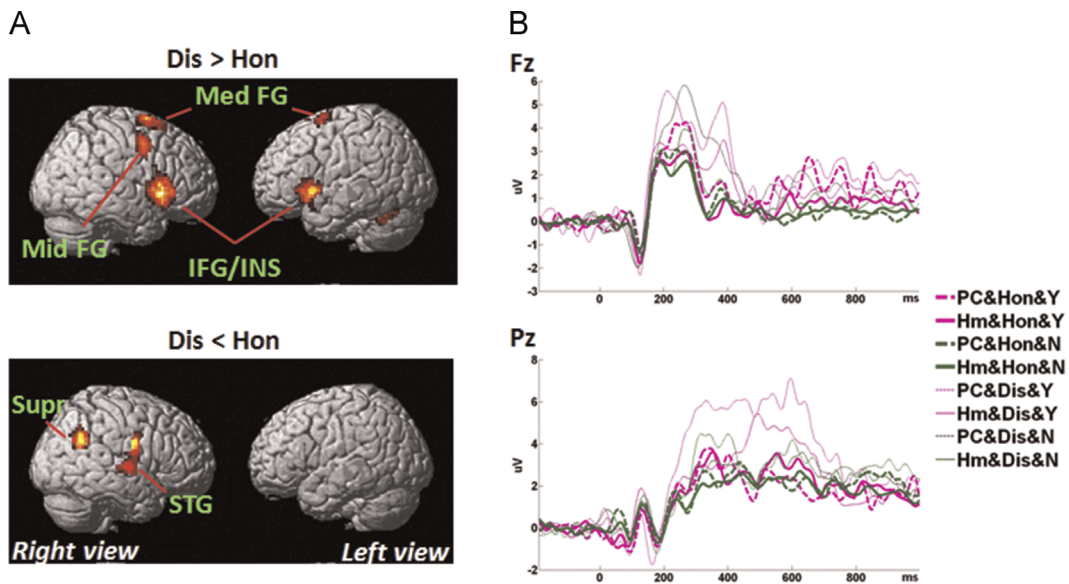 A
Dis > Hon
Med FG
Mid FG
IFG/INS
Dis < Hon
Supr
STG
Right view
Left view
B
Fz
6
5
4
3
2
1
0
-1
-2
-3
uV
0
200
400
600
800
ms
Pz
8
6
4
2
0
-2
uV
0
200
400
600
800
ms
PC&Hon&Y
Hm&Hon&Y
PC&Hon&N
Hm&Hon&N
PC&Dis&Y
Hm&Dis&Y
PC&Dis&N
Hm&Dis&N